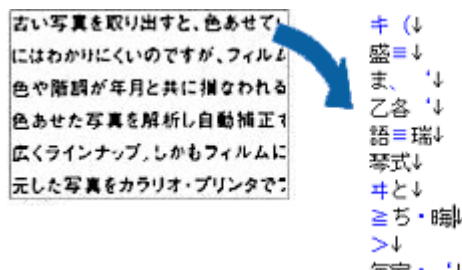 古い写真を取り出すと、色あせてい
にはわかりにくいのですが、フィルム
色や階調が年月と共に損なわれる
色あせた写真を解析し自動補正す
広くラインナップ。しかもフィルムに
元した写真をカラリオ・プリンタでプ
キ (↓
盛≡↓
ま、 ‘↓
乙各 ‘↓
語≡瑞↓
琴式↓
ヰと↓
≧ち・晦↓
>↓